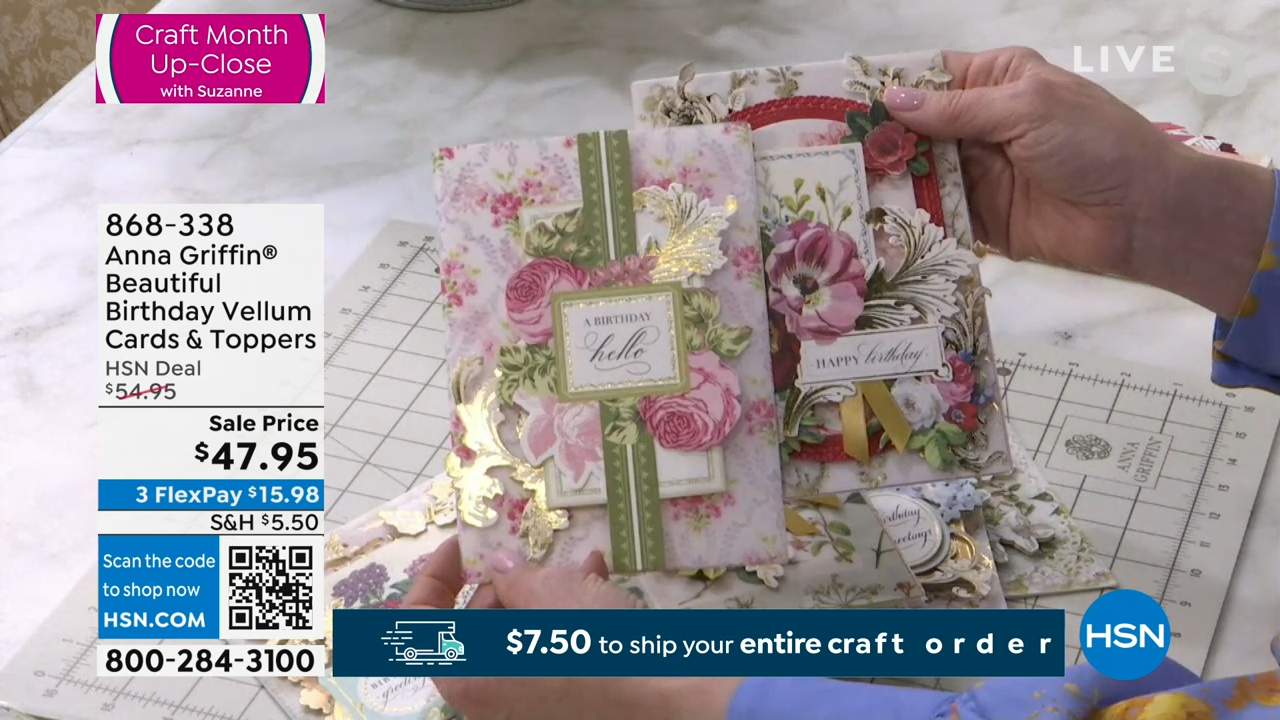 Craft Month
Up-Close
with Suzanne
LIVE
868-338
Anna Griffin®
Beautiful
Birthday Vellum
Cards & Toppers
HSN Deal
$54.95
Sale Price
$47.95
3 FlexPay $15.98
S&H $5.50
Scan the code
to shop now
HSN.COM
800-284-3100
$7.50 to ship your entire craft order
HSN
A BIRTHDAY
hello
HAPPY birthday
ANNA
GRIFFIN